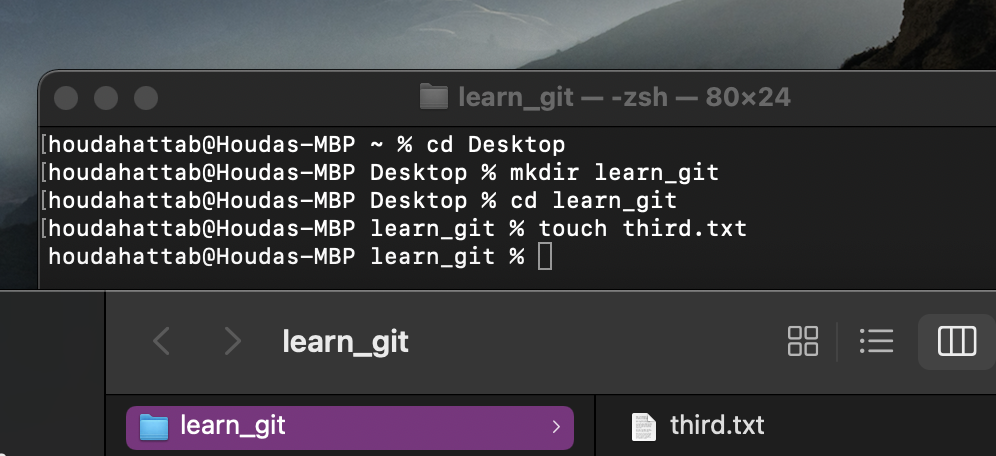 learn_git — -zsh — 80×24
[houdahattab@Houdas-MBP ~ % cd Desktop
[houdahattab@Houdas-MBP Desktop % mkdir learn_git
[houdahattab@Houdas-MBP Desktop % cd learn_git
[houdahattab@Houdas-MBP learn_git % touch third.txt
houdahattab@Houdas-MBP learn_git %
learn_git
learn_git
third.txt